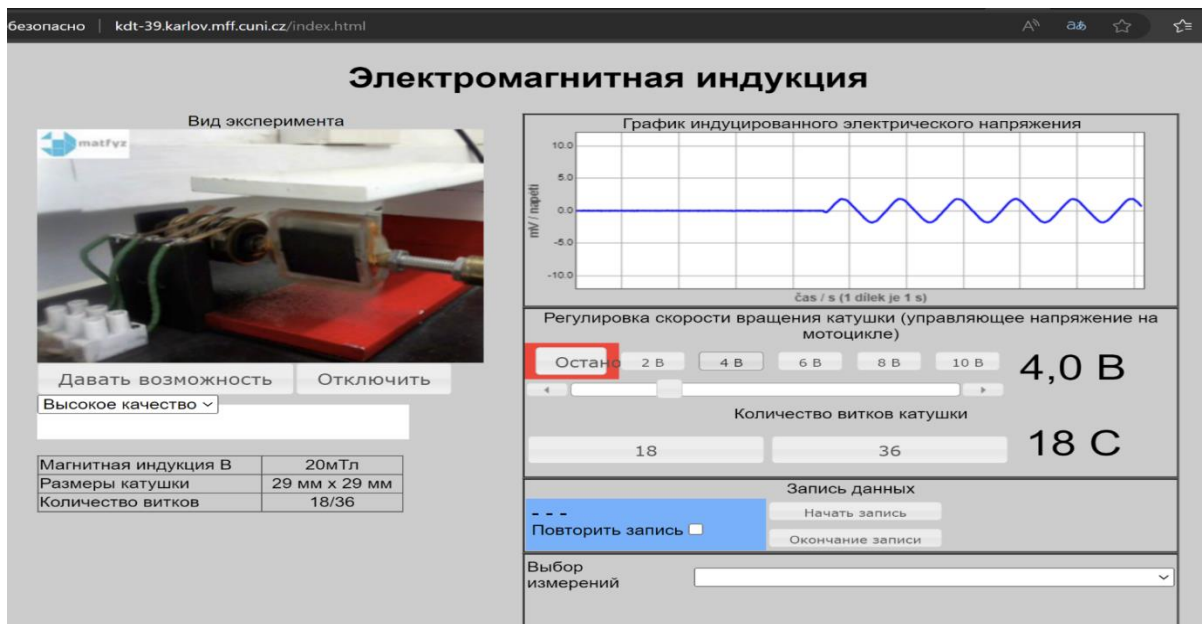 безопасно | kdt-39.karlov.mff.cuni.cz/index.html
Электромагнитная индукция
Вид эксперимента
matfyz
Давать возможность
Отключить
Высокое качество
Магнитная индукция В 20мТл
Размеры катушки 29 мм x 29 мм
Количество витков 18/36
График индуцированного электрического напряжения
mV / napětí
10.0
5.0
0.0
-5.0
-10.0
čas / s (1 dílek je 1 s)
Регулировка скорости вращения катушки (управляющее напряжение на
мотоцикле)
Остано 2 В 4 В 6 В 8 В 10 В 4,0 В
Количество витков катушки
18 36 18 С
Запись данных
- - -
Повторить запись
Начать запись
Окончание записи
Выбор
измерений